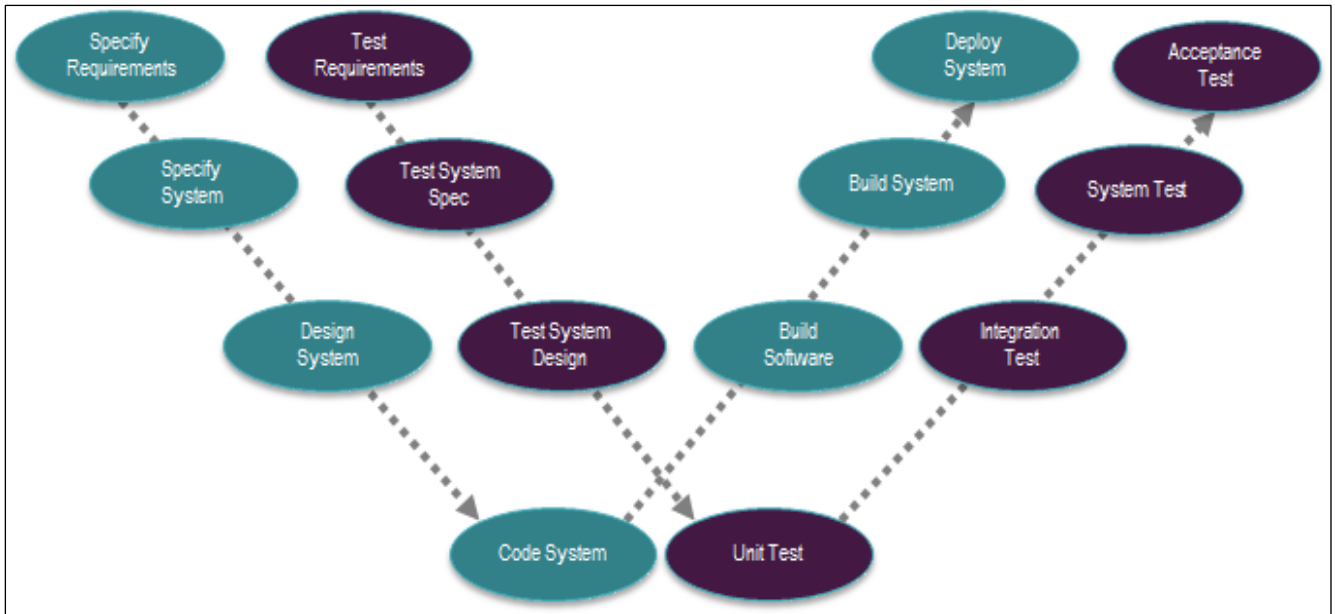 Specify
Requirements
Test
Requirements
Deploy
System
Acceptance
Test
Specify
System
Test System
Spec
Build System
System Test
Design
System
Test System
Design
Build
Software
Integration
Test
Code System
Unit Test